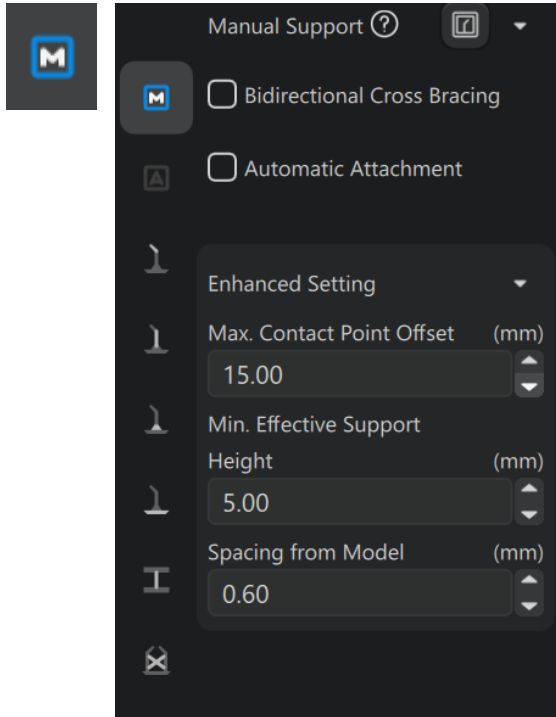 M
Manual Support ?
M
Bidirectional Cross Bracing
A
Automatic Attachment
Enhanced Setting
Max. Contact Point Offset (mm)
15.00
Min. Effective Support
Height (mm)
5.00
Spacing from Model (mm)
0.60